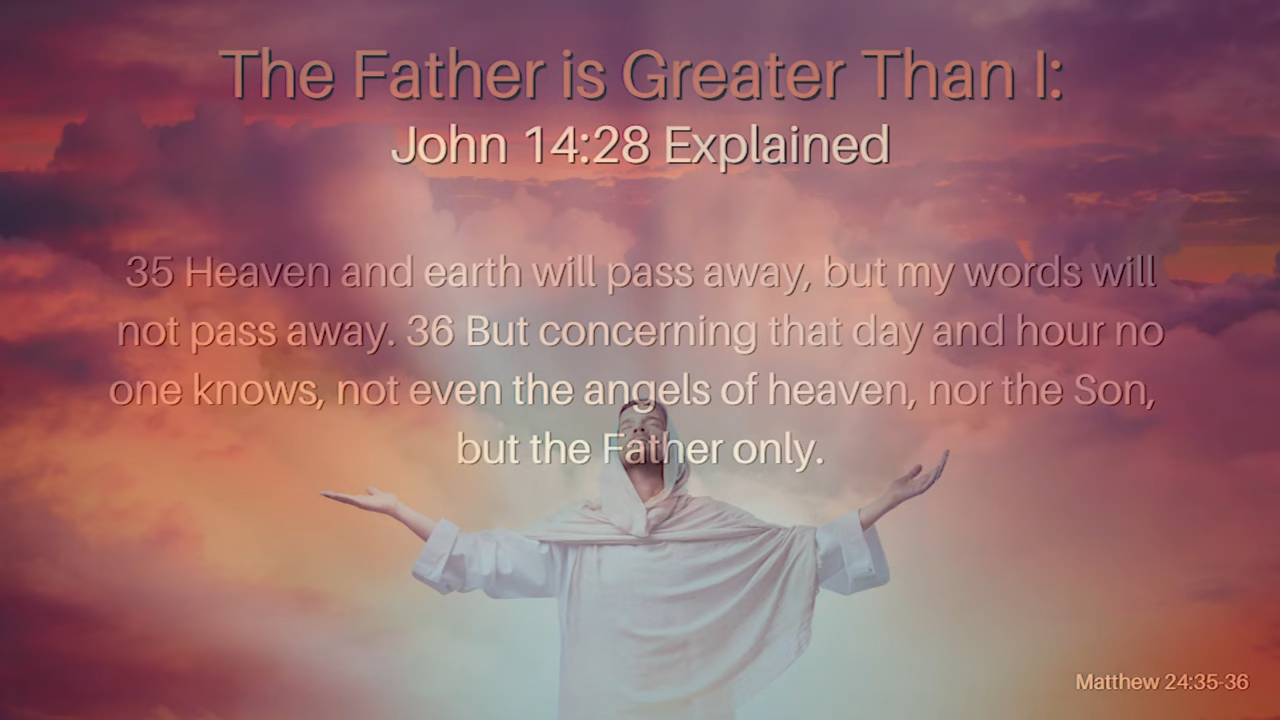 The Father is Greater Than I:
John 14:28 Explained
35 Heaven and earth will pass away, but my words will
not pass away. 36 But concerning that day and hour no
one knows, not even the angels of heaven, nor the Son,
but the Father only.
Matthew 24:35-36